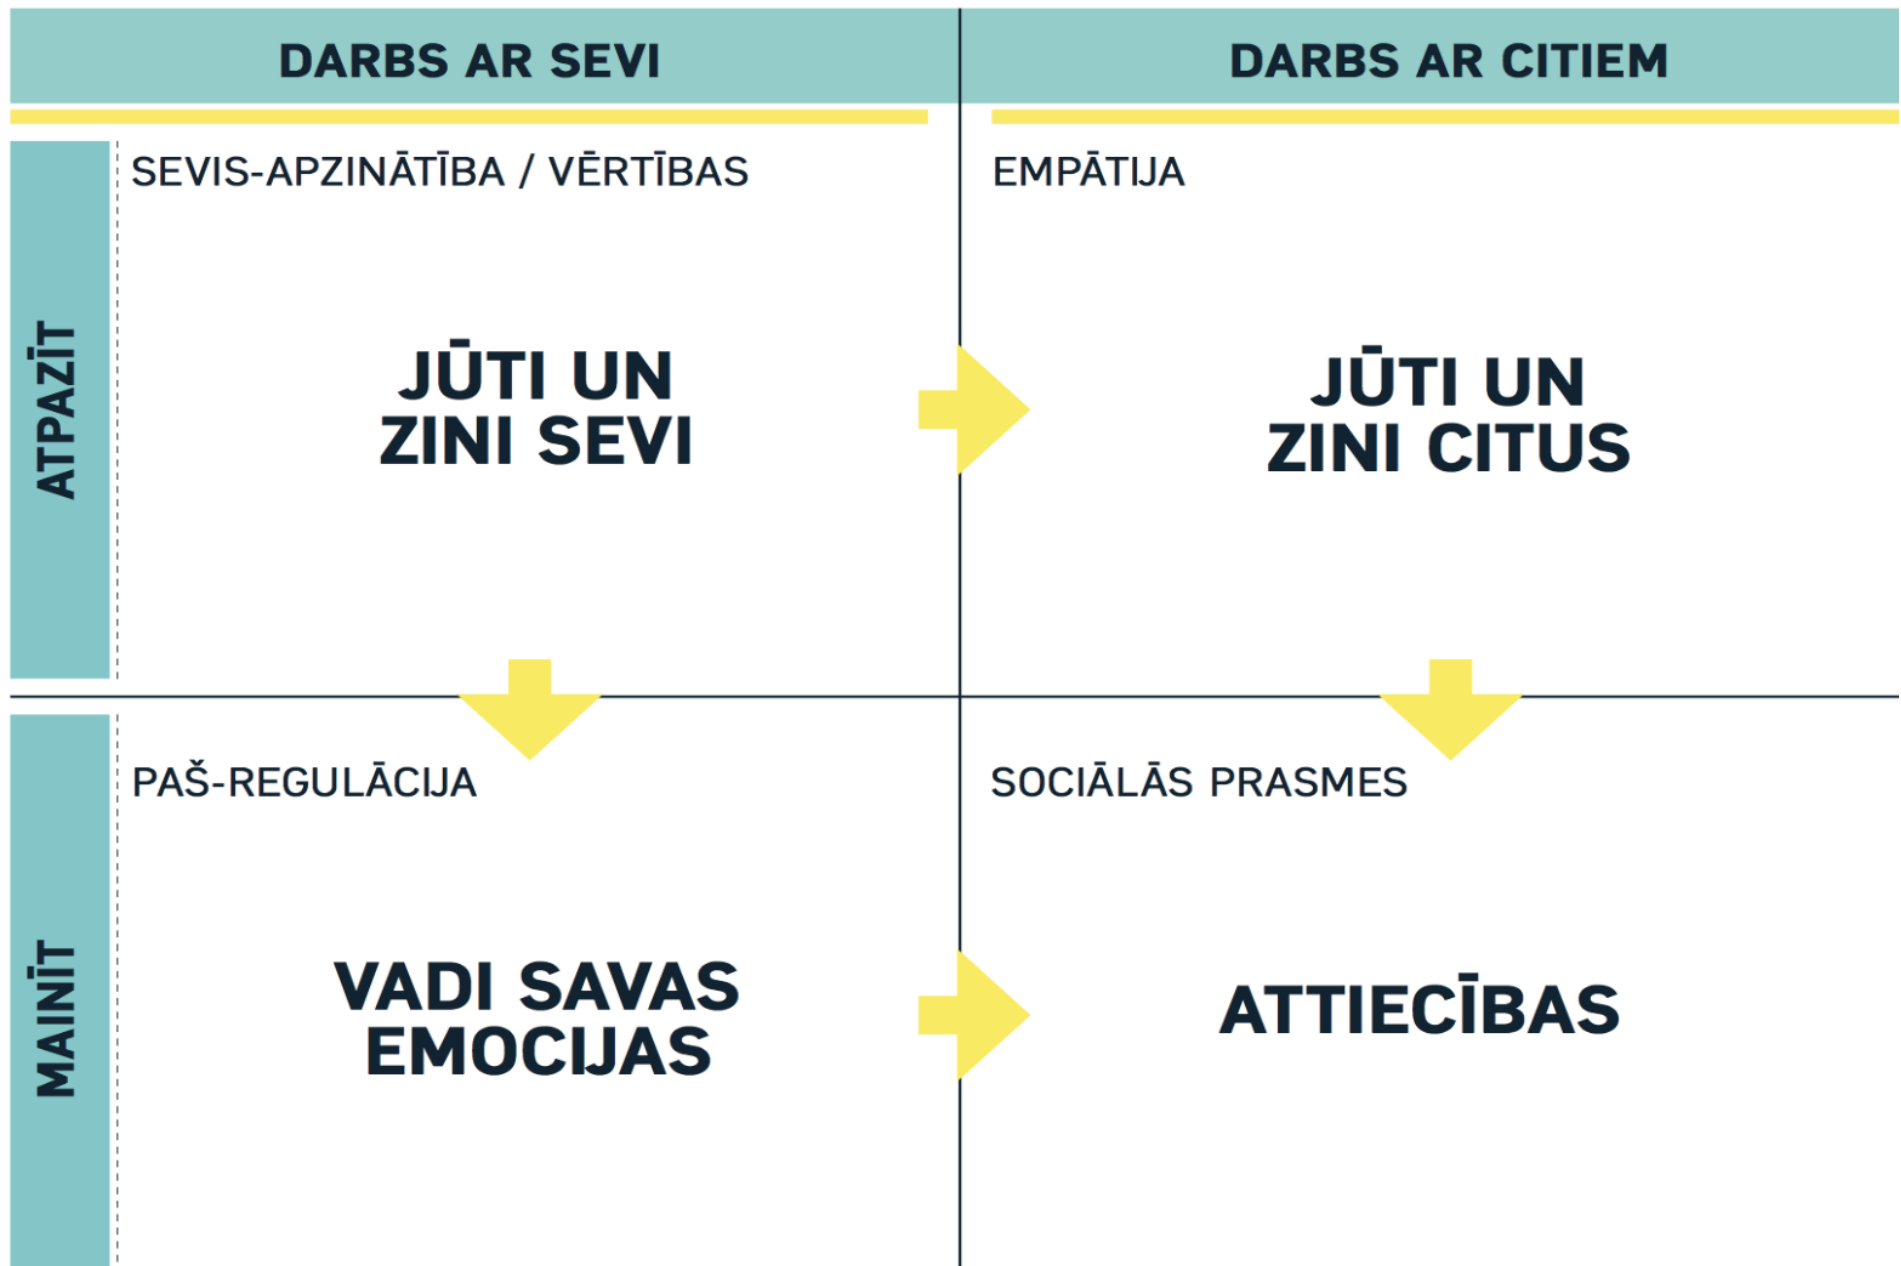 DARBS AR SEVI
DARBS AR CITIEM
ATPAZĪT
SEVIS-APZINĀTĪBA / VĒRTĪBAS
JŪTI UN
ZINI SEVI
EMPĀTIJA
JŪTI UN
ZINI CITUS
MAINĪT
PAŠ-REGULĀCIJA
VADI SAVAS
EMOCIJAS
SOCIĀLĀS PRASMES
ATTIECĪBAS